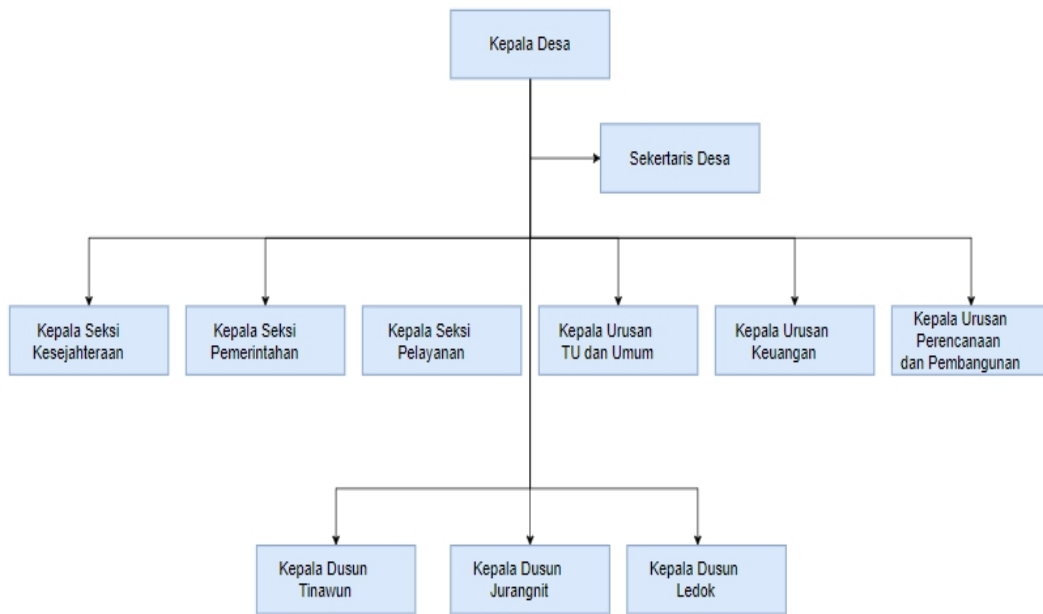 Kepala Desa
Sekertaris Desa
Kepala Seksi
Kesejahteraan
Kepala Seksi
Pemerintahan
Kepala Seksi
Pelayanan
Kepala Urusan
TU dan Umum
Kepala Urusan
Keuangan
Kepala Urusan
Perencanaan
dan Pembangunan
Kepala Dusun
Tinawun
Kepala Dusun
Jurangnit
Kepala Dusun
Ledok